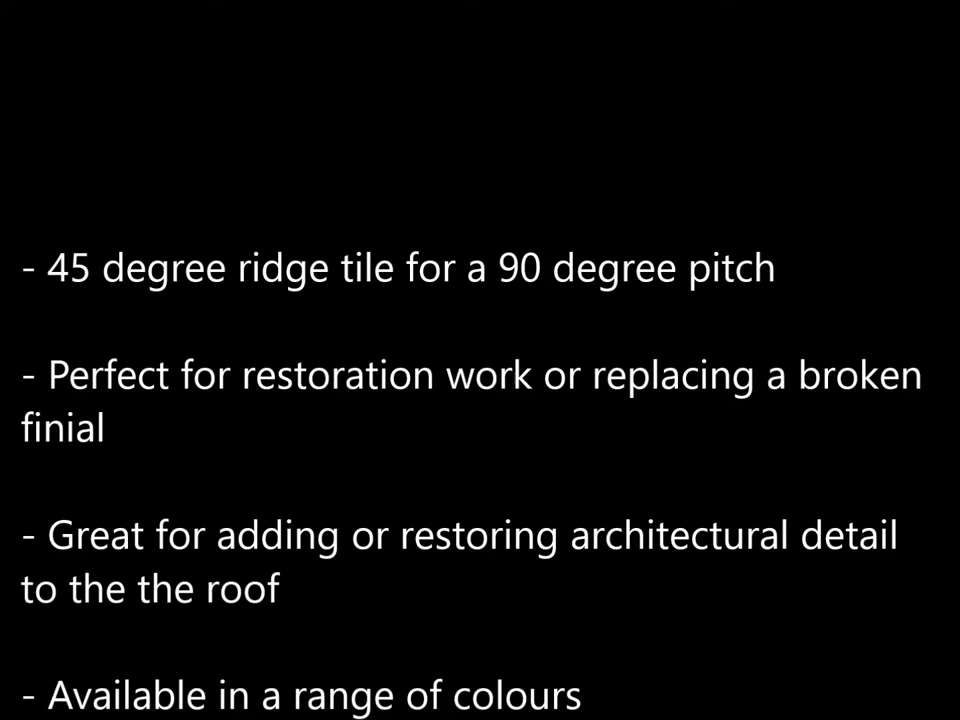 - 45 degree ridge tile for a 90 degree pitch
- Perfect for restoration work or replacing a broken
finial
- Great for adding or restoring architectural detail
to the the roof
- Available in a range of colours